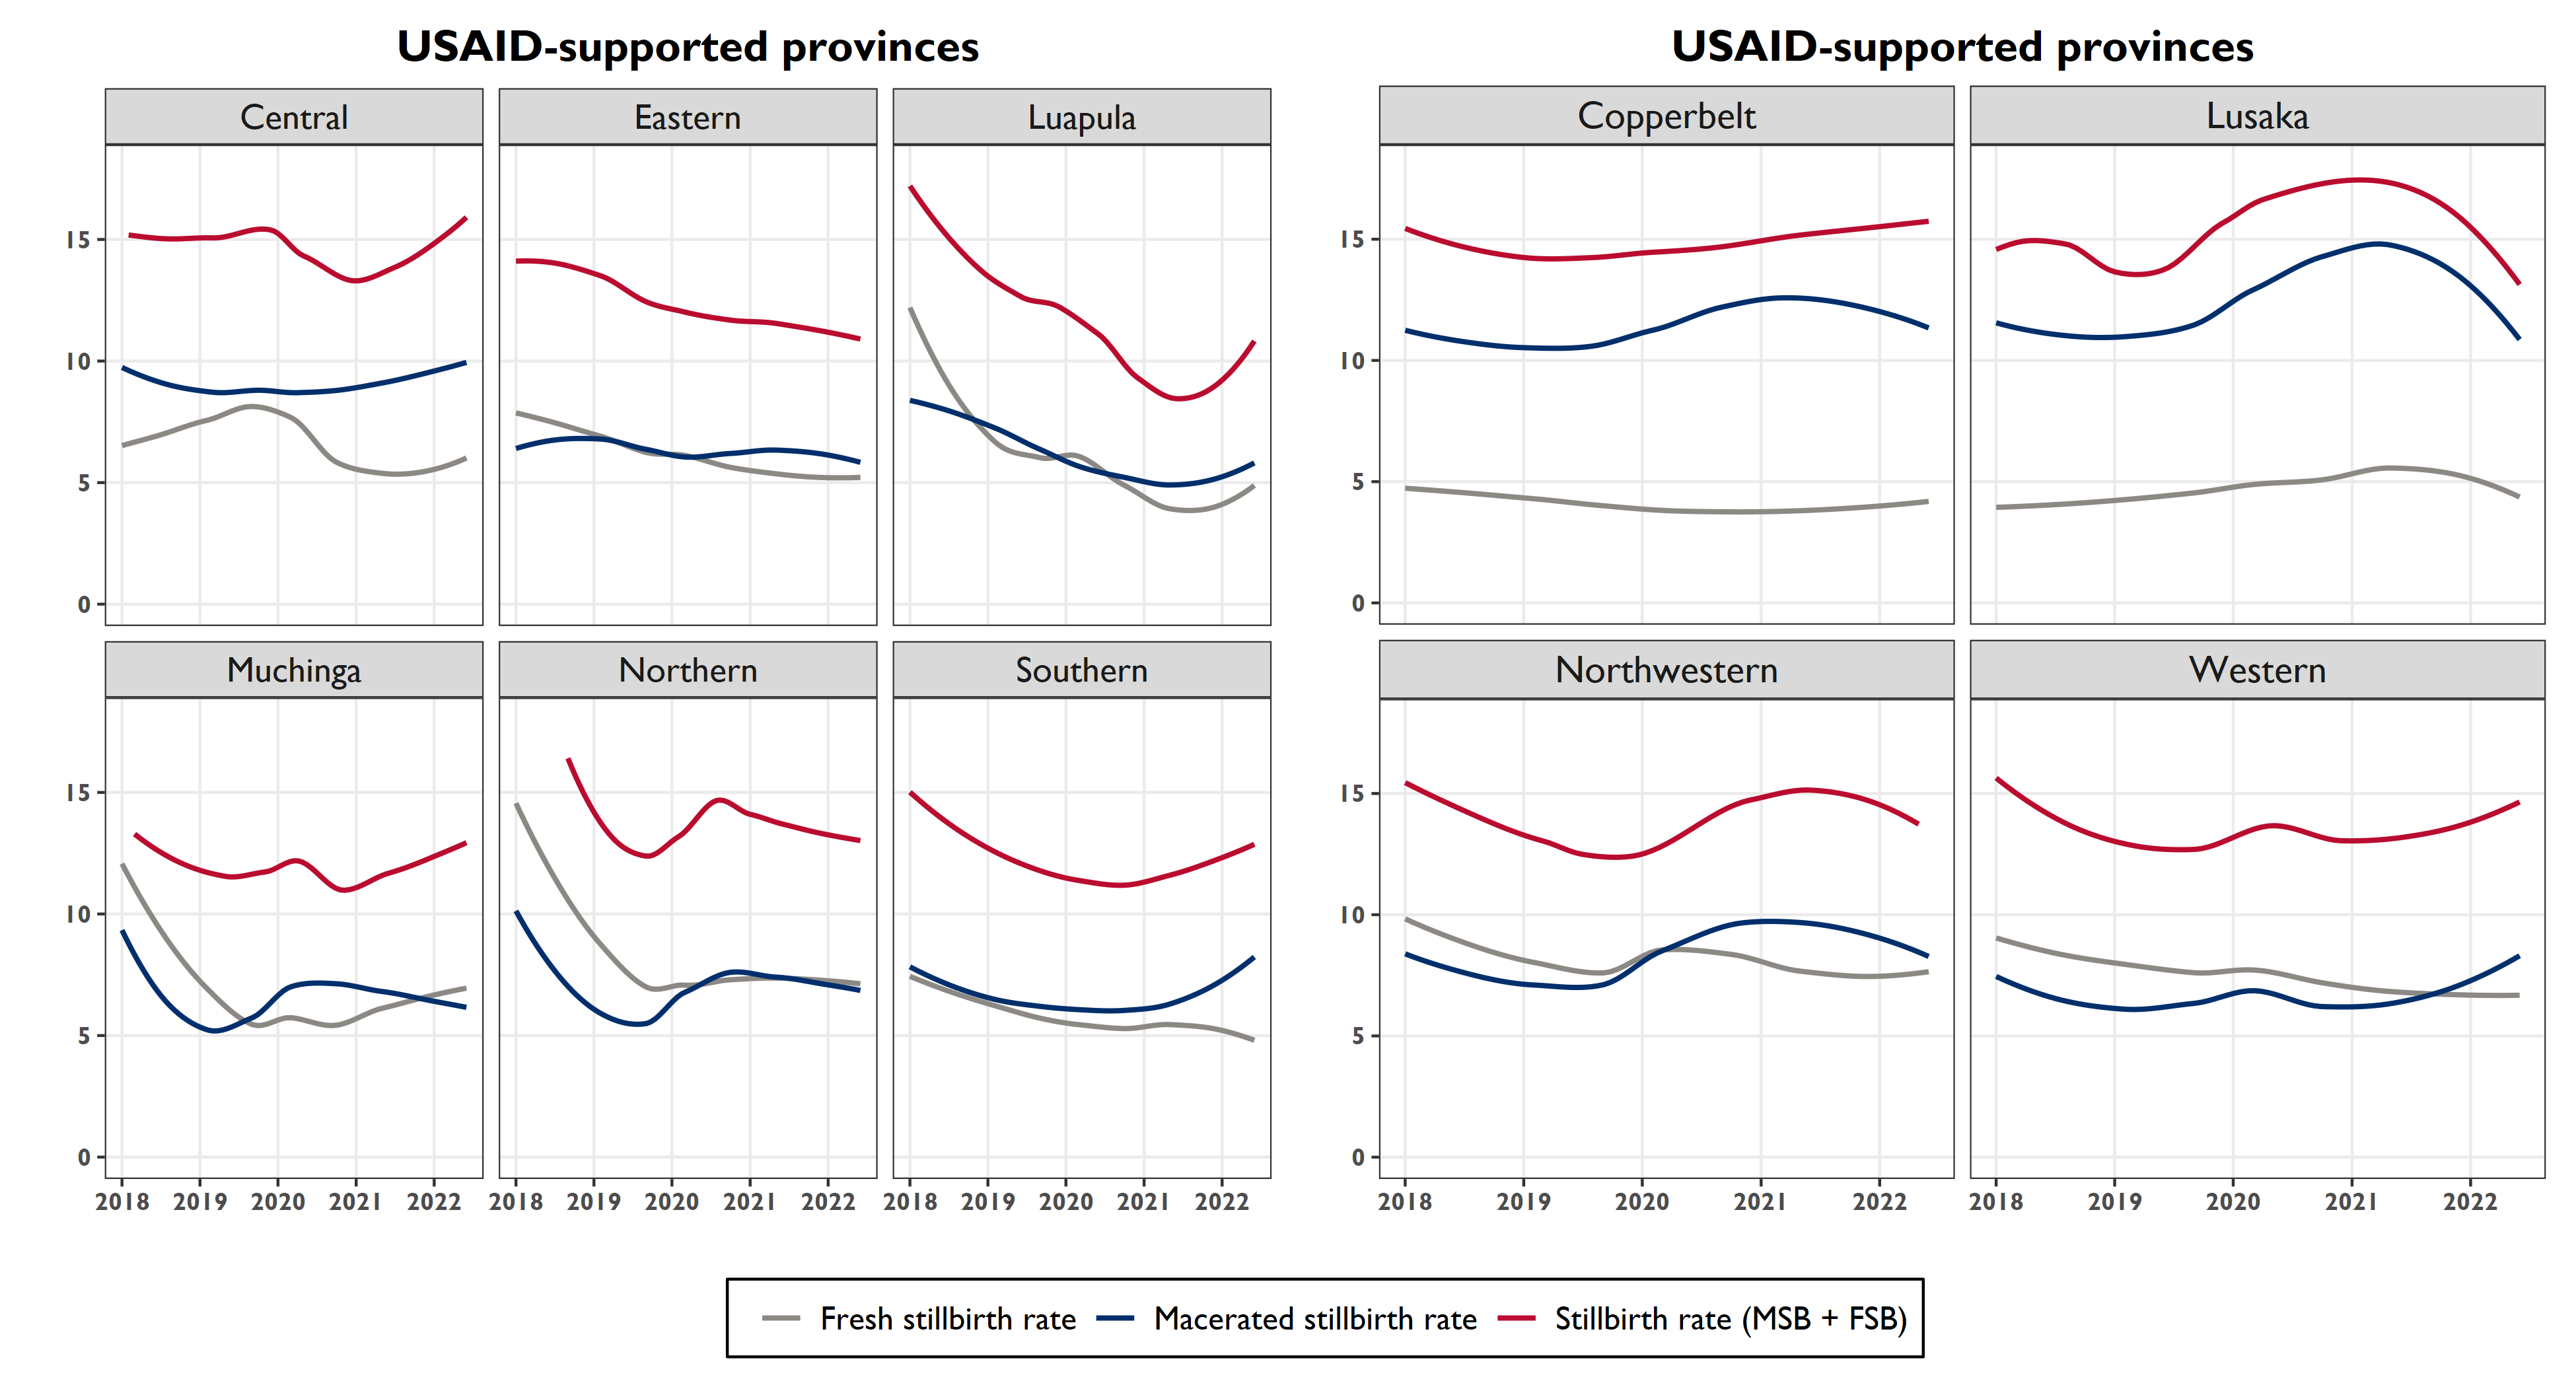 USAID-supported provinces
Central Eastern Luapula
15
10
5
0
Muchinga Northern Southern
15
10
5
0
2018 2019 2020 2021 2022 2018 2019 2020 2021 2022 2018 2019 2020 2021 2022
USAID-supported provinces
Copperbelt Lusaka
15
10
5
0
Northwestern Western
15
10
5
0
2018 2019 2020 2021 2022 2018 2019 2020 2021 2022
Fresh stillbirth rate Macerated stillbirth rate Stillbirth rate (MSB + FSB)